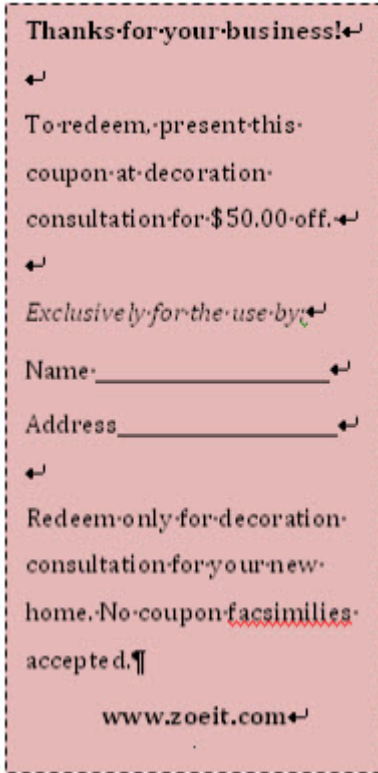 Thanks for your business!
To redeem, present this
coupon at decoration
consultation for $50.00 off.
Exclusively for the use by:
Name ____________________
Address____________________
Redeem only for decoration
consultation for your new
home. No coupon facsimilies
accepted.¶
www.zoeit.com